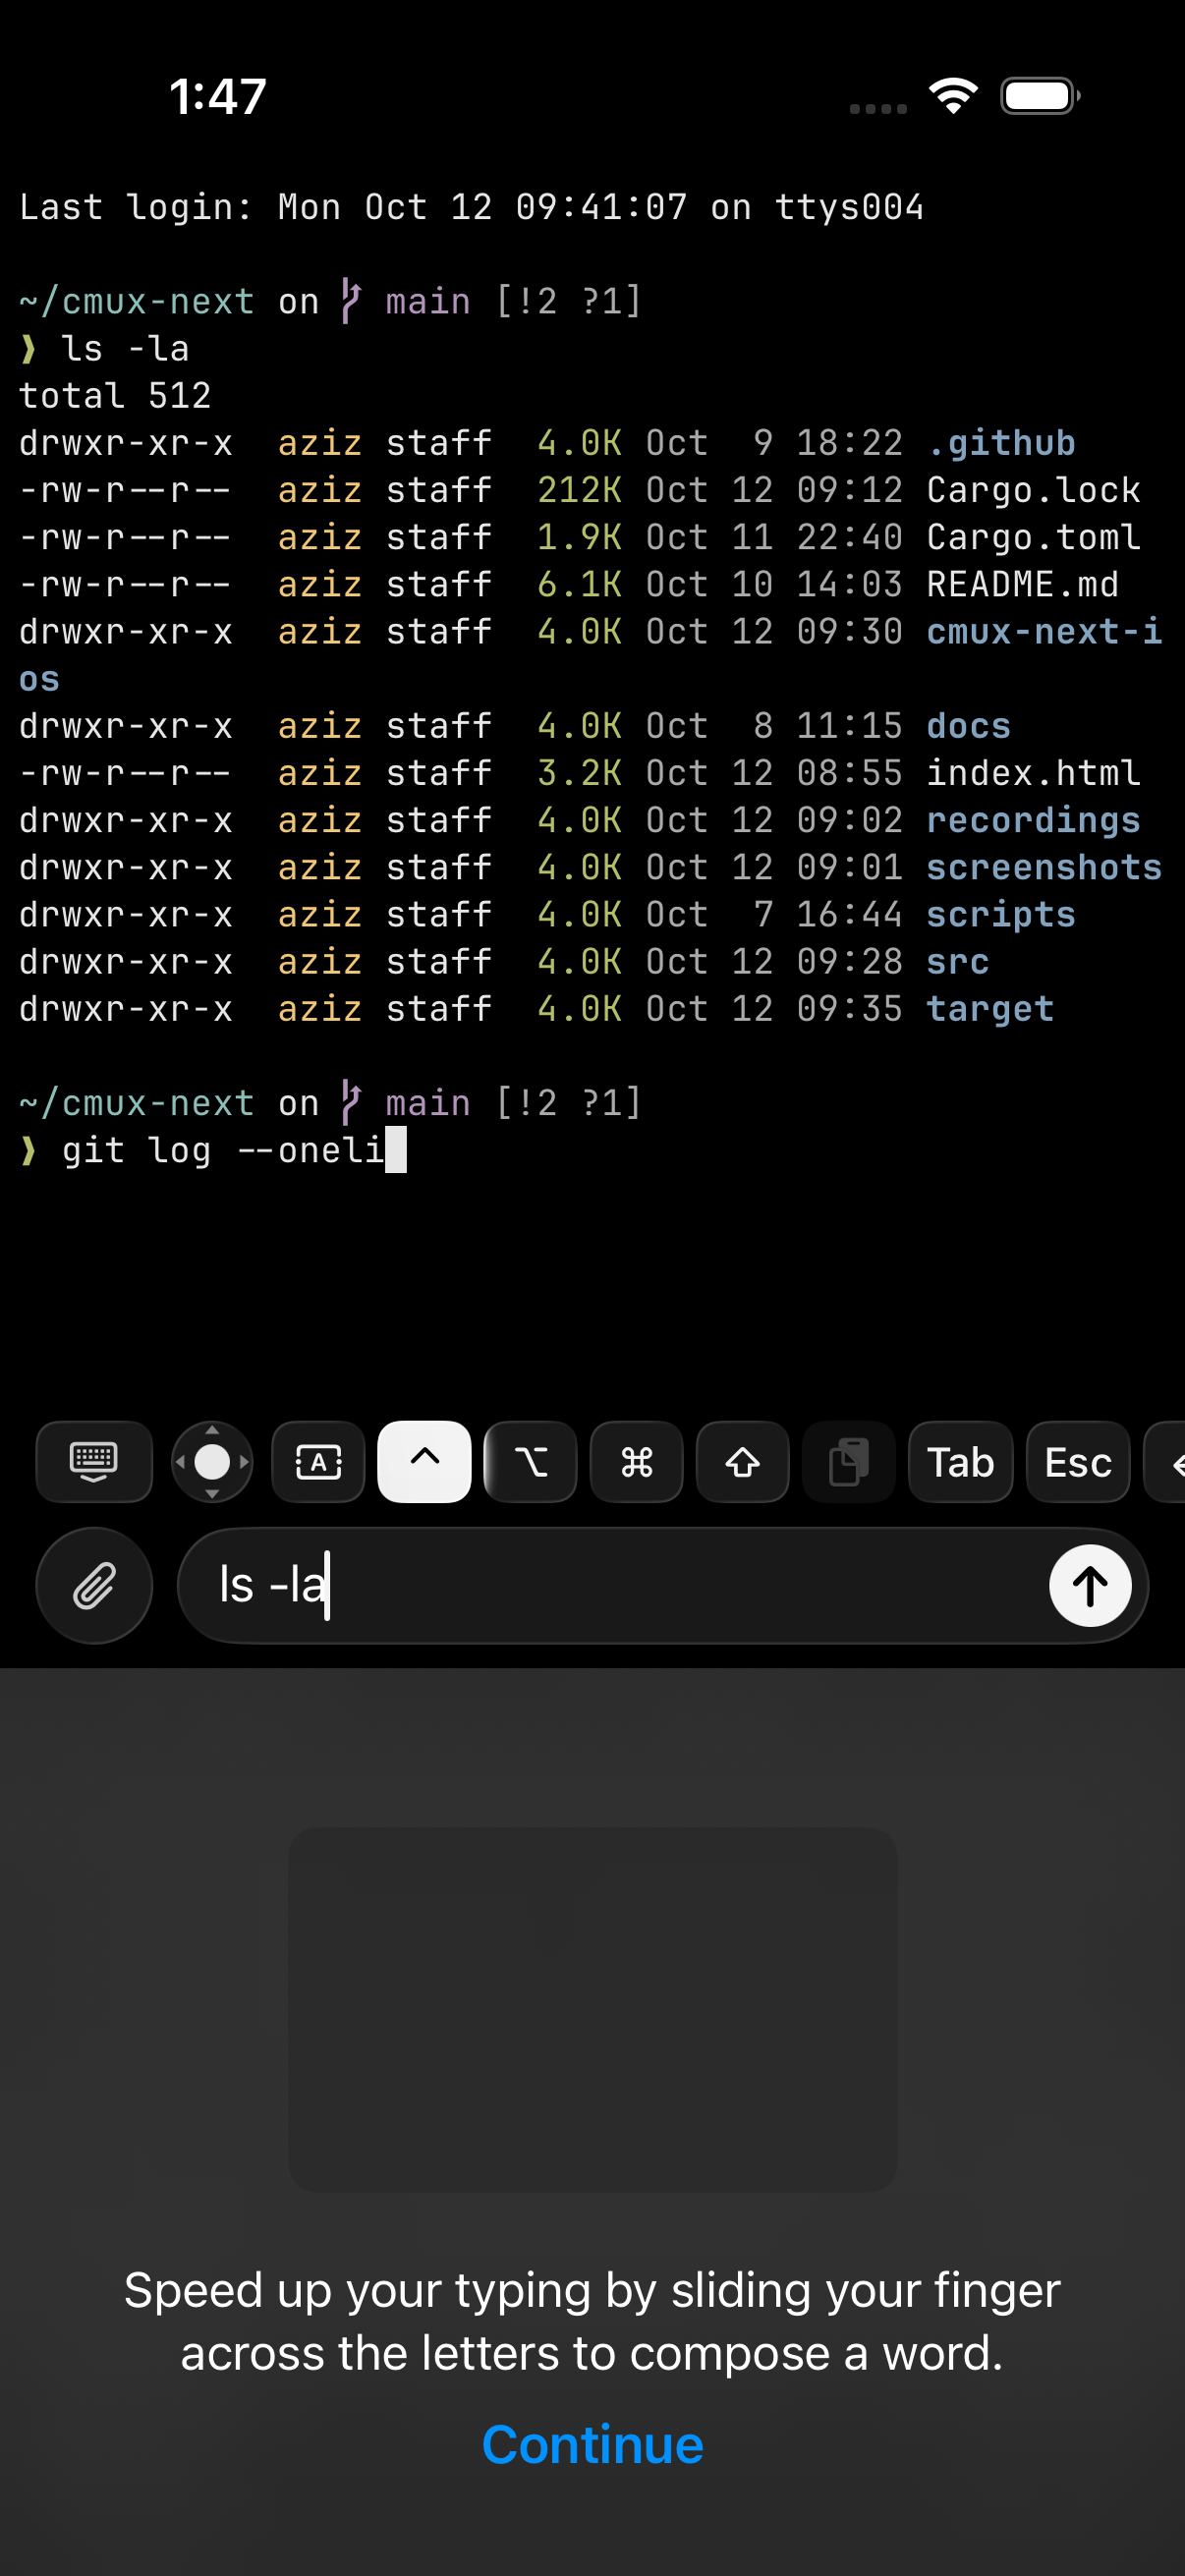 1:47
Last login: Mon Oct 12 09:41:07 on ttys004
~/cmux-next on main [!2 ?1]
❯ ls -la
total 512
drwxr-xr-x  aziz staff  4.0K Oct  9 18:22 .github
-rw-r--r--  aziz staff  212K Oct 12 09:12 Cargo.lock
-rw-r--r--  aziz staff  1.9K Oct 11 22:40 Cargo.toml
-rw-r--r--  aziz staff  6.1K Oct 10 14:03 README.md
drwxr-xr-x  aziz staff  4.0K Oct 12 09:30 cmux-next-i
os
drwxr-xr-x  aziz staff  4.0K Oct  8 11:15 docs
-rw-r--r--  aziz staff  3.2K Oct 12 08:55 index.html
drwxr-xr-x  aziz staff  4.0K Oct 12 09:02 recordings
drwxr-xr-x  aziz staff  4.0K Oct 12 09:01 screenshots
drwxr-xr-x  aziz staff  4.0K Oct  7 16:44 scripts
drwxr-xr-x  aziz staff  4.0K Oct 12 09:28 src
drwxr-xr-x  aziz staff  4.0K Oct 12 09:35 target
~/cmux-next on main [!2 ?1]
❯ git log --oneli
A ^ ⌥ ⌘ ⇧ Tab Esc
ls -la
Speed up your typing by sliding your finger
across the letters to compose a word.
Continue